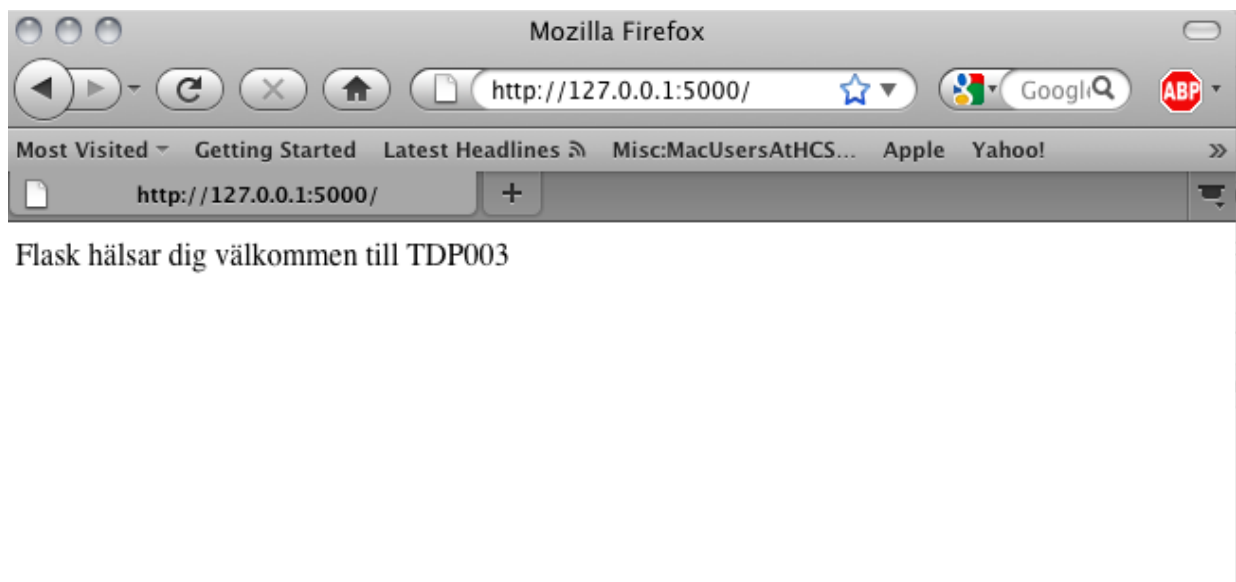 Mozilla Firefox
http://127.0.0.1:5000/
Googl
ABP
Most Visited Getting Started Latest Headlines Misc:MacUsersAtHCS... Apple Yahoo! »
http://127.0.0.1:5000/ +
Flask hälsar dig välkommen till TDP003